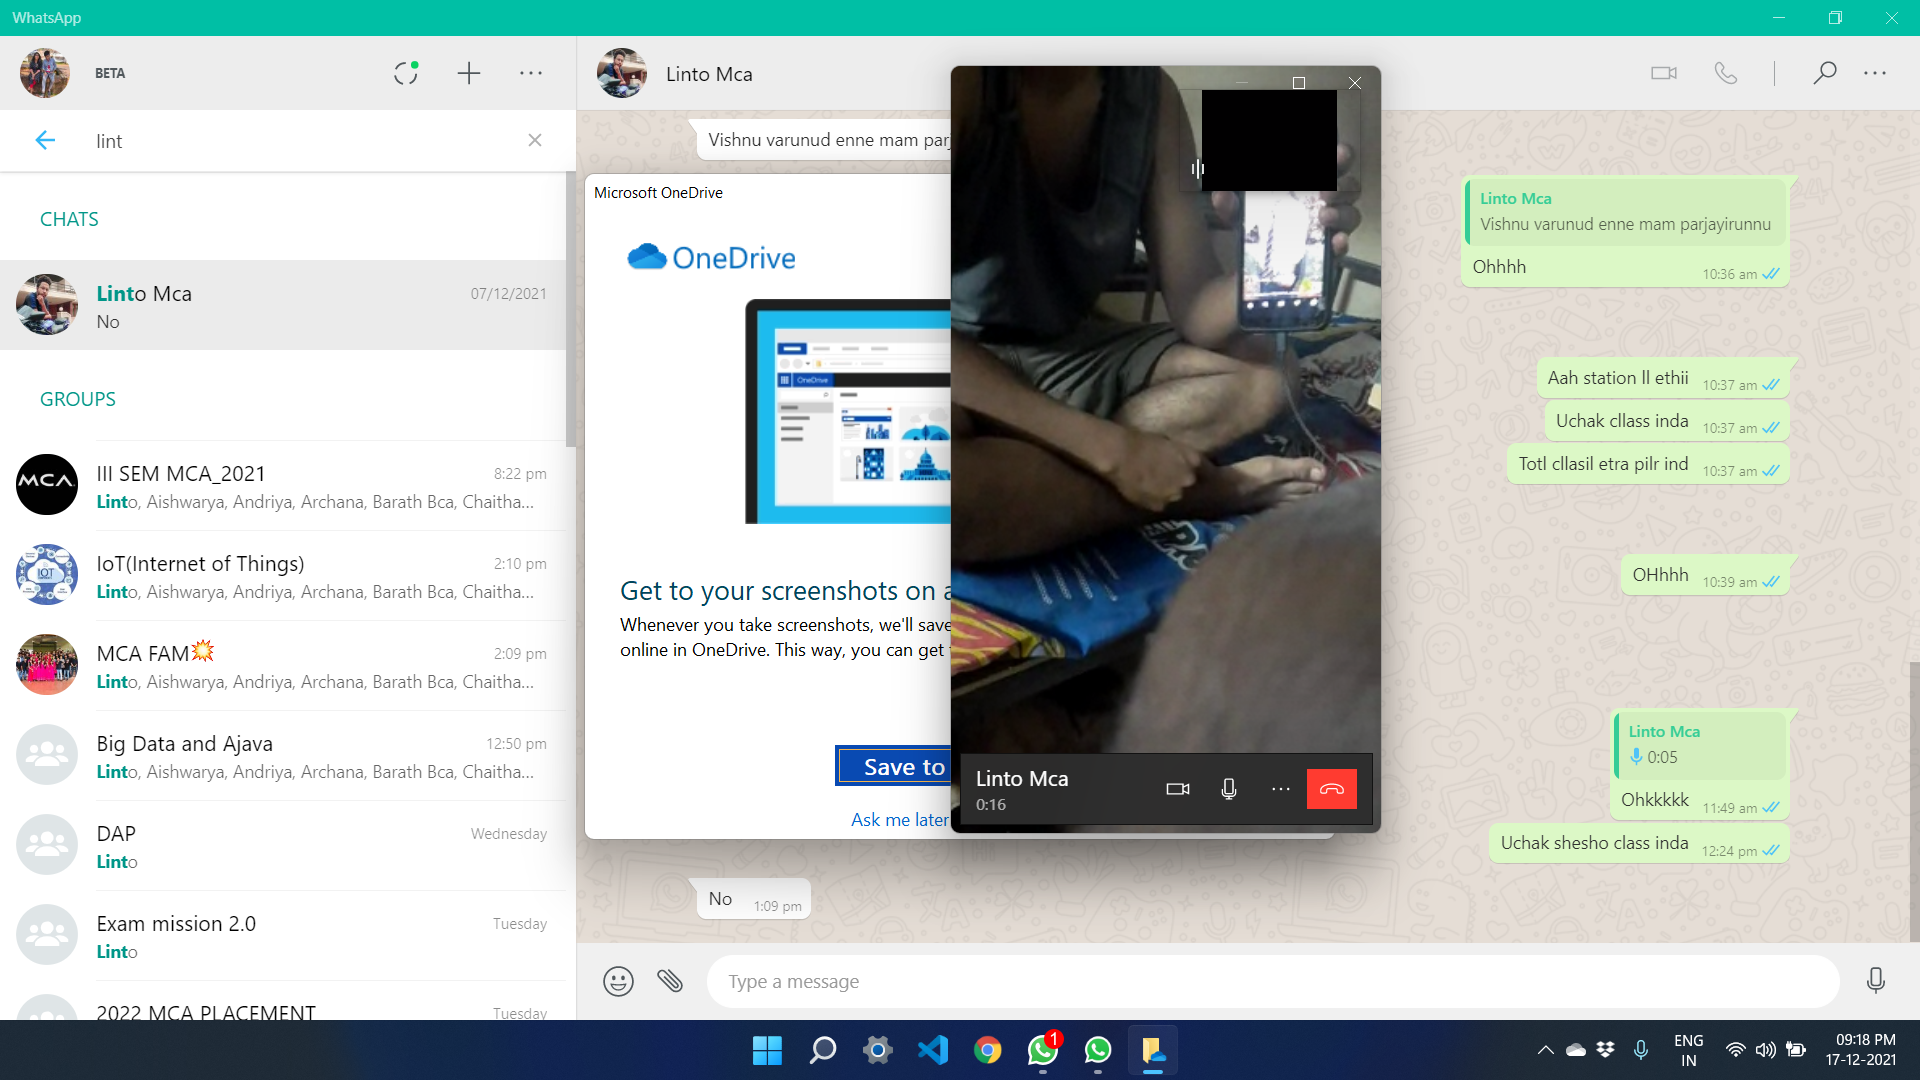 WhatsApp
BETA
lint
CHATS
Linto Mca
07/12/2021
No
GROUPS
MCA
III SEM MCA_2021
8:22 pm
Linto, Aishwarya, Andriya, Archana, Barath Bca, Chaitha...
IOT
IoT(Internet of Things)
2:10 pm
Linto, Aishwarya, Andriya, Archana, Barath Bca, Chaitha...
MCA FAM💥
2:09 pm
Linto, Aishwarya, Andriya, Archana, Barath Bca, Chaitha...
Big Data and Ajava
12:50 pm
Linto, Aishwarya, Andriya, Archana, Barath Bca, Chaitha...
DAP
Wednesday
Linto
Exam mission 2.0
Tuesday
Linto
2022 MCA PLACEMENT
Tuesday
Linto Mca
Vishnu varunud enne mam
Microsoft OneDrive
OneDrive
OneDrive
Get to your screenshots on
Whenever you take screenshots, we'll save
online in OneDrive. This way, you can get
Save to
Ask me later
Linto Mca
0:16
Linto Mca
Vishnu varunud enne mam parjayirunnu
Ohhhh
10:36 am
Aah station ll ethii
10:37 am
Uchak cllass inda
10:37 am
Totl cllasil etra pilr ind
10:37 am
OHhhh
10:39 am
Linto Mca
0:05
Ohkkkkk
11:49 am
Uchak shesho class inda
12:24 pm
No
1:09 pm
Type a message
1
ENG
IN
09:18 PM
17-12-2021